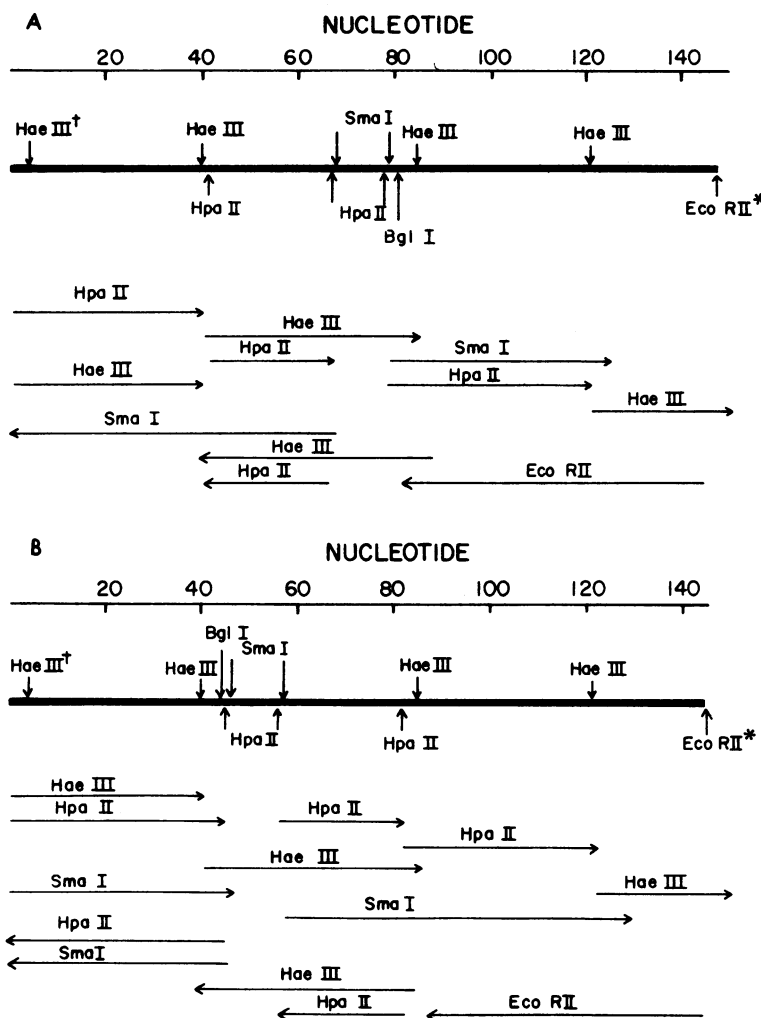 A NUCLEOTIDE
20 40 60 80 100 120 140
Sma I
Hae III† Hae III Hae III Hae III
Hpa II Hpa II Eco RII*
Bgl I
Hpa II
Hae III
Hpa II Sma I
Hae III Hpa II
Hae III
Sma I
Hae III
Hpa II Eco RII
B NUCLEOTIDE
20 40 60 80 100 120 140
Bgl I
Sma I
Hae III† Hae III Hae III Hae III
Hpa II Hpa II Eco RII*
Hae III
Hpa II Hpa II
Hpa II
Hae III
Sma I Hae III
Sma I
Hpa II
Sma I
Hae III
Hpa II Eco RII